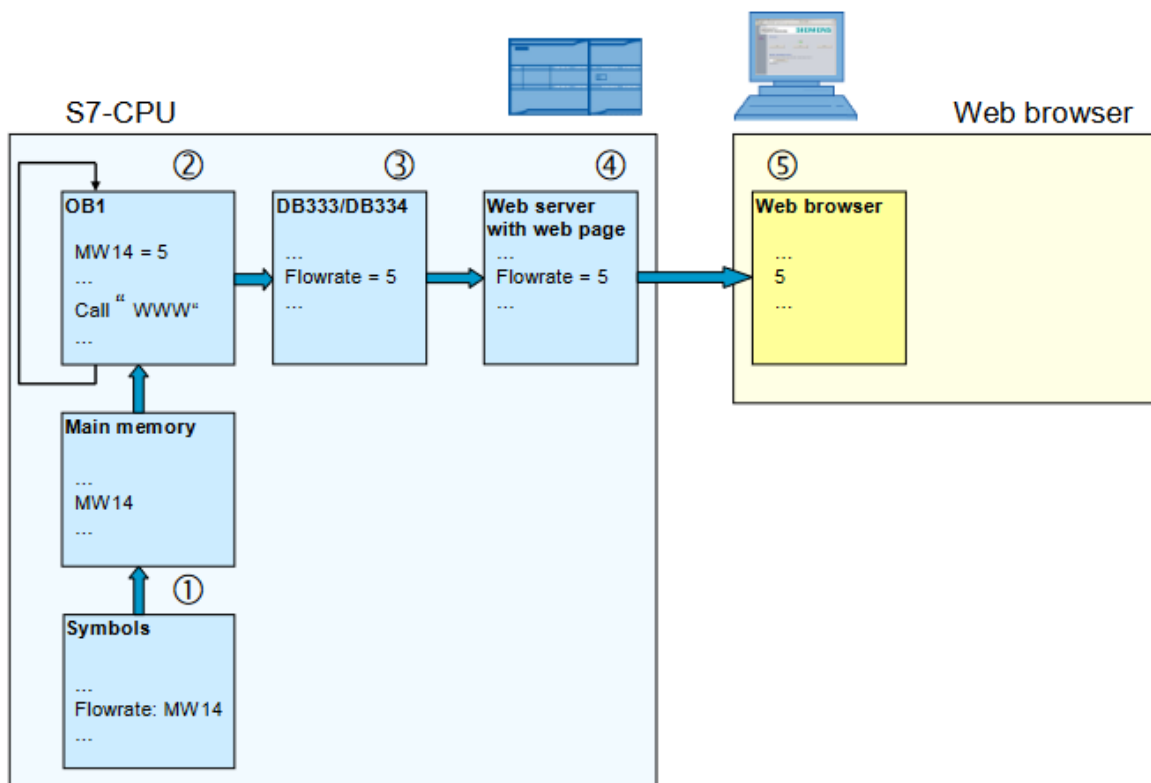 SIEMENS
S7-CPU
Web browser
②
③
④
⑤
OB1
MW14 = 5
...
Call “ WWW“
...
DB333/DB334
...
Flowrate = 5
...
Web server
with web page
...
Flowrate = 5
...
Web browser
...
5
...
Main memory
...
MW14
...
①
Symbols
...
Flowrate: MW14
...